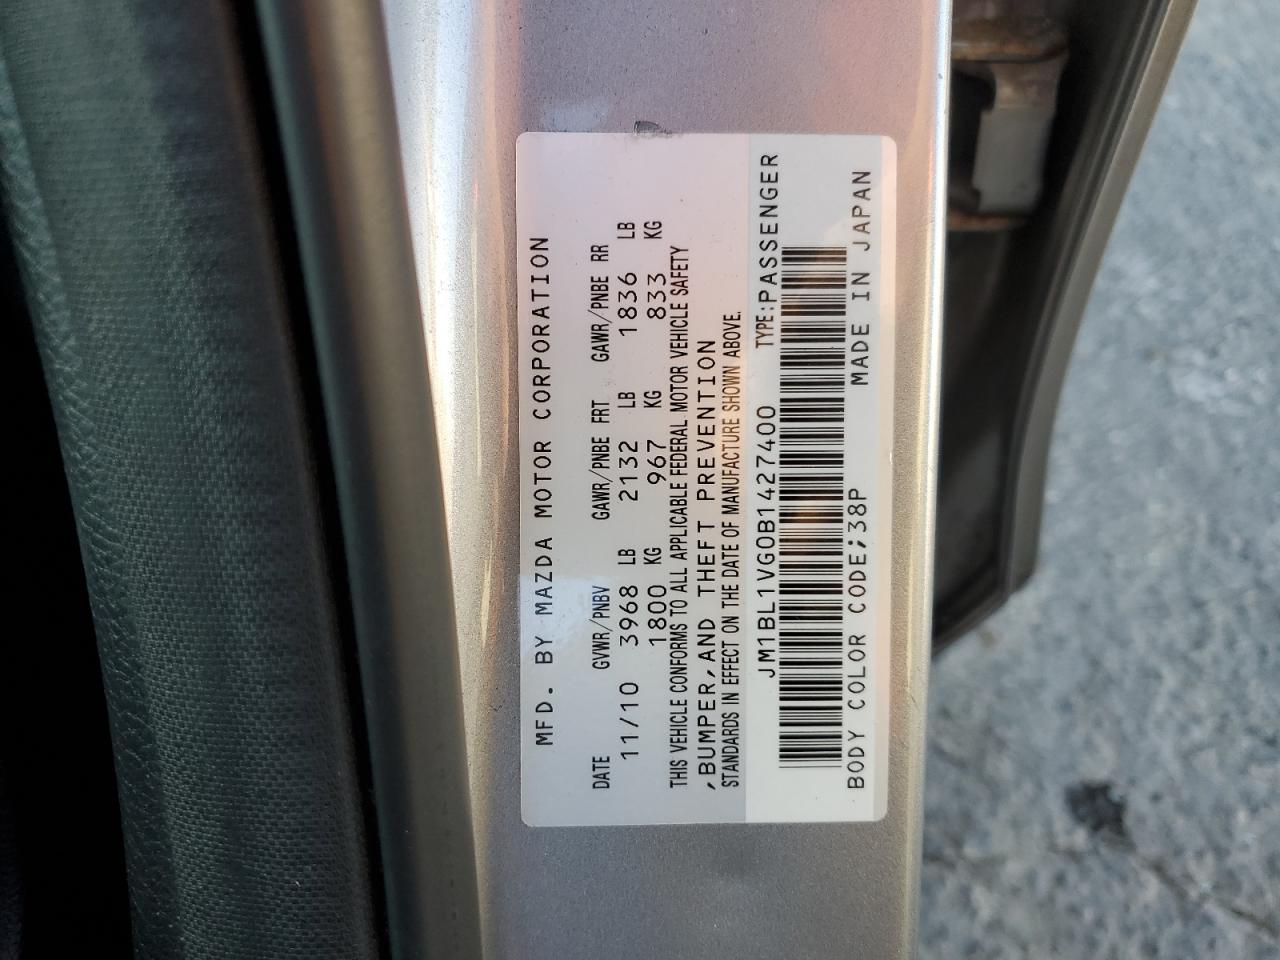 MFD. BY MAZDA MOTOR CORPORATION
DATE GVWR/PNBV GAWR/PNBE FRT GAWR/PNBE RR
11/10 3968 LB 2132 LB 1836 LB
1800 KG 967 KG 833 KG
THIS VEHICLE CONFORMS TO ALL APPLICABLE FEDERAL MOTOR VEHICLE SAFETY
,BUMPER,AND THEFT PREVENTION
STANDARDS IN EFFECT ON THE DATE OF MANUFACTURE SHOWN ABOVE.
JM1BL1VG0B1427400 TYPE:PASSENGER
BODY COLOR CODE;38P MADE IN JAPAN